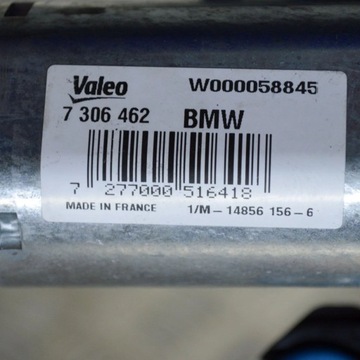 Valeo W000058845
7 306 462 BMW
7 277000 516418
MADE IN FRANCE 1/M-14856 156-6